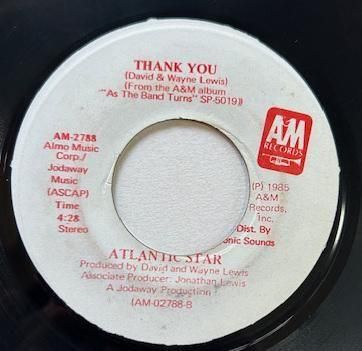 THANK YOU
(David & Wayne Lewis)
(From the A&M album
"As The Band Turns" SP-5019)
AM-2788
Almo Music
Corp./
Jodaway
Music
(ASCAP)
Time
4:28
Stereo
A&M
RECORDS
(P) 1985
A&M
Records,
Inc.
Dist. By
onic Sounds
ATLANTIC STAR
Produced by David and Wayne Lewis
Associate Producer: Jonathan Lewis
A Jodaway Production
(AM-02788-B